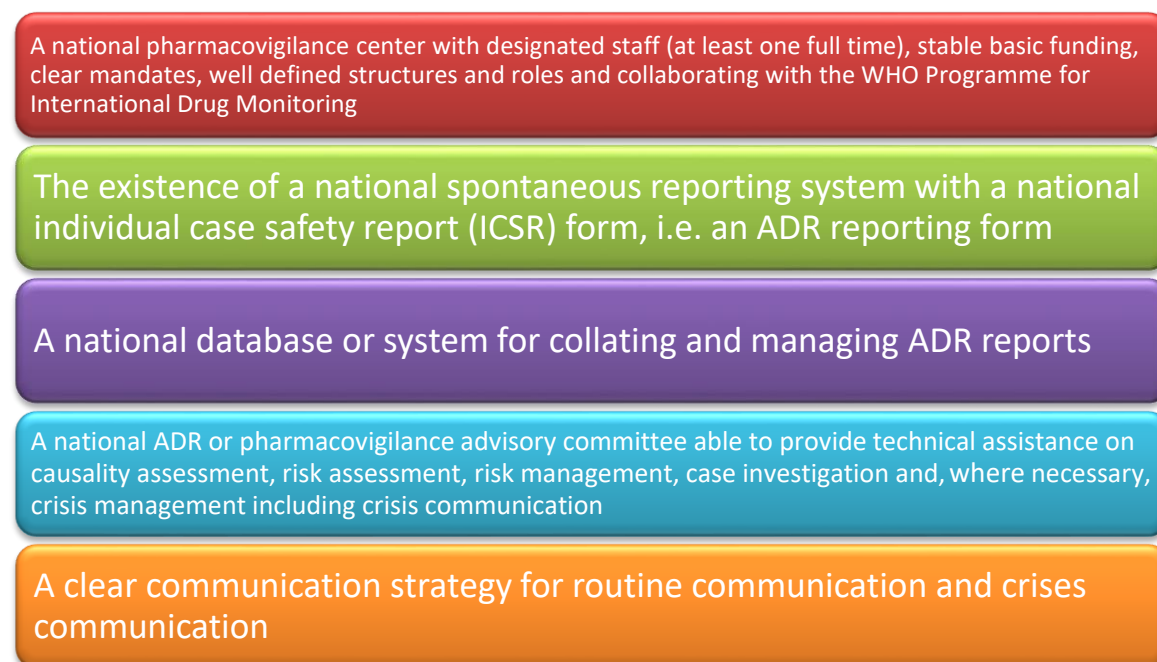 A national pharmacovigilance center with designated staff (at least one full time), stable basic funding,
clear mandates, well defined structures and roles and collaborating with the WHO Programme for
International Drug Monitoring
The existence of a national spontaneous reporting system with a national
individual case safety report (ICSR) form, i.e. an ADR reporting form
A national database or system for collating and managing ADR reports
A national ADR or pharmacovigilance advisory committee able to provide technical assistance on
causality assessment, risk assessment, risk management, case investigation and, where necessary,
crisis management including crisis communication
A clear communication strategy for routine communication and crises
communication